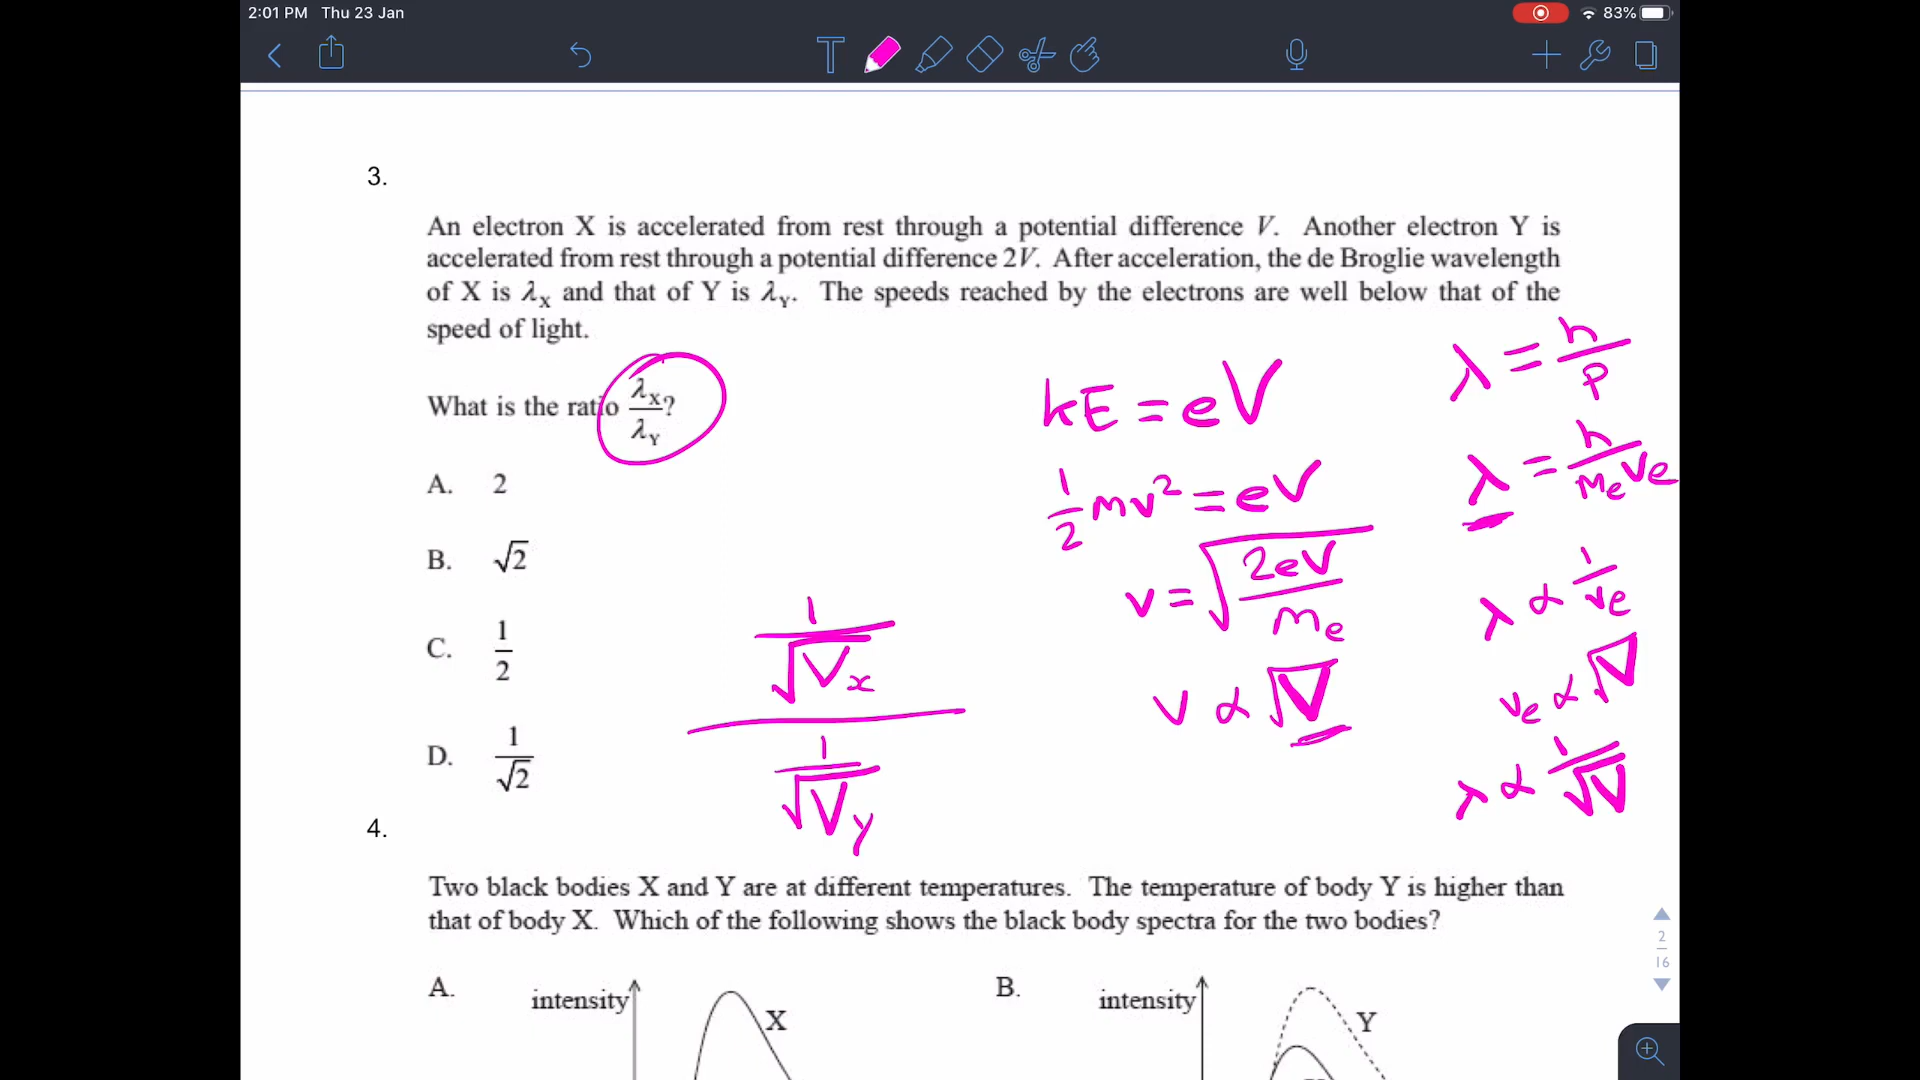 2:01 PM Thu 23 Jan
83%
T
3.
An electron X is accelerated from rest through a potential difference V. Another electron Y is
accelerated from rest through a potential difference 2V. After acceleration, the de Broglie wavelength
of X is λX and that of Y is λY. The speeds reached by the electrons are well below that of the
speed of light.
What is the ratio λX/λY?
A. 2
B. √2
C. 1/2
D. 1/√2
1/√Vx
1/√Vy
KE = eV
1/2 mv² = eV
v = √(2eV/me)
v ∝ √V
λ = h/p
λ = h/(me ve)
λ ∝ 1/ve
ve ∝ √V
λ ∝ 1/√V
4.
Two black bodies X and Y are at different temperatures. The temperature of body Y is higher than
that of body X. Which of the following shows the black body spectra for the two bodies?
A.
intensity
X
B.
intensity
Y
2
16